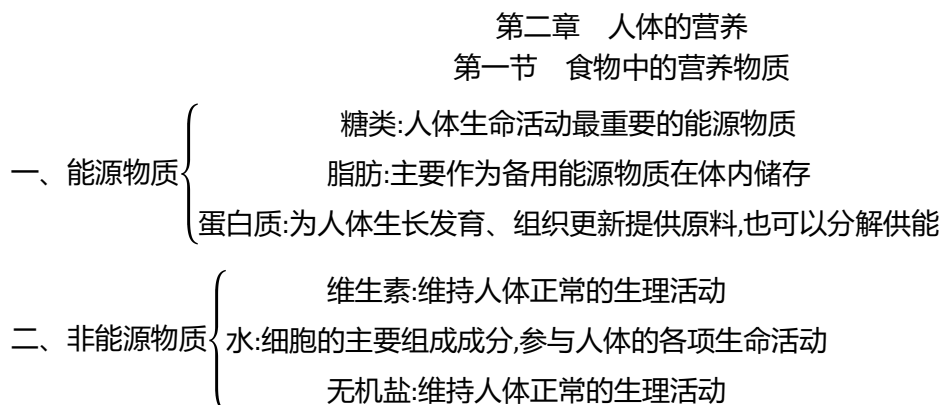 第二章　人体的营养
第一节　食物中的营养物质
糖类:人体生命活动最重要的能源物质
一、能源物质
脂肪:主要作为备用能源物质在体内储存
蛋白质:为人体生长发育、组织更新提供原料,也可以分解供能
维生素:维持人体正常的生理活动
二、非能源物质
水:细胞的主要组成成分,参与人体的各项生命活动
无机盐:维持人体正常的生理活动